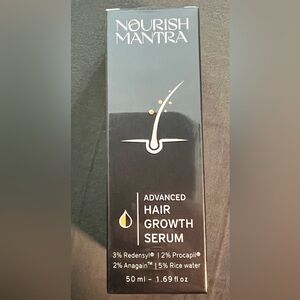 NOURISH
MANTRA
ADVANCED
HAIR
GROWTH
SERUM
3% Redensyl® | 2% Procapil®
2% Anagain™ | 5% Rice water
50 ml - 1.69 fl oz